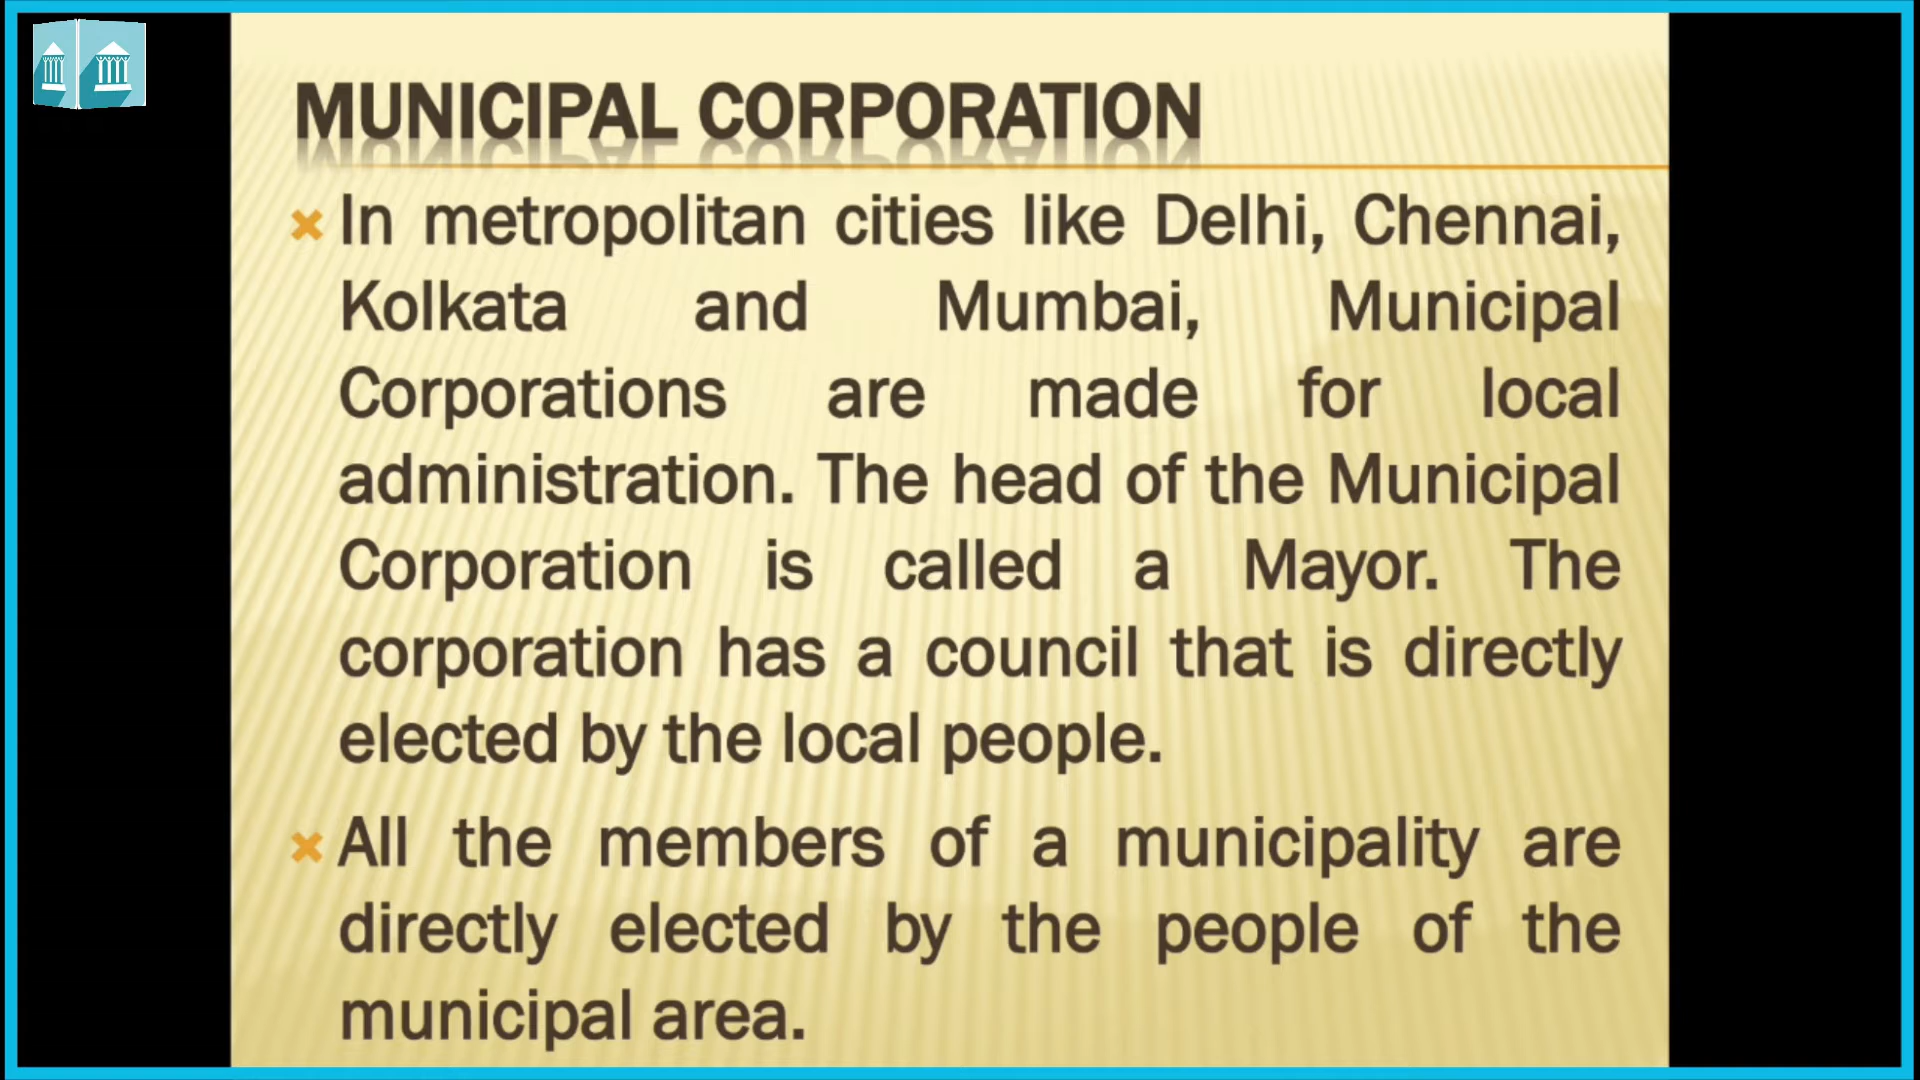 MUNICIPAL CORPORATION
In metropolitan cities like Delhi, Chennai,
Kolkata and Mumbai, Municipal
Corporations are made for local
administration. The head of the Municipal
Corporation is called a Mayor. The
corporation has a council that is directly
elected by the local people.
All the members of a municipality are
directly elected by the people of the
municipal area.